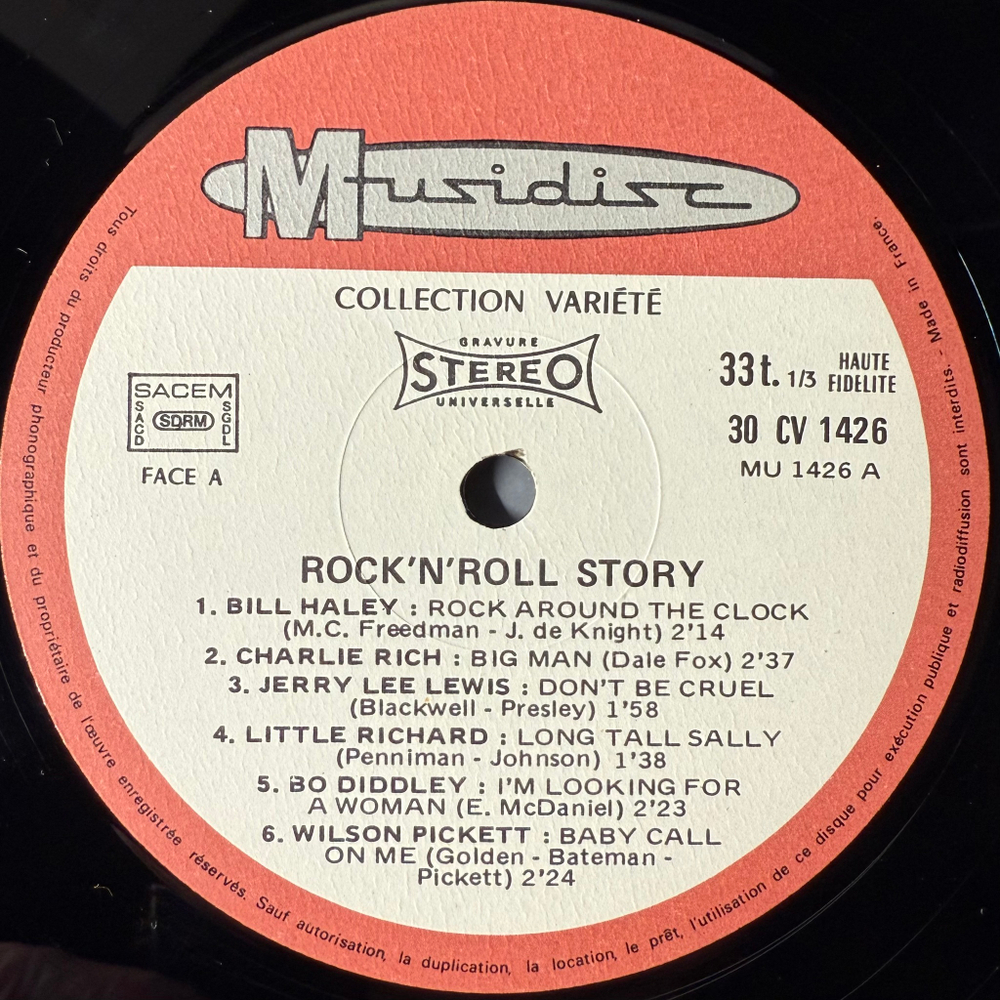 Musidisc
COLLECTION VARIÉTÉ
GRAVURE
STEREO
UNIVERSELLE
33 t. 1/3 HAUTE
FIDELITE
30 CV 1426
MU 1426 A
SACEM
SACD
SDRM
SGDL
FACE A
ROCK'N'ROLL STORY
1. BILL HALEY : ROCK AROUND THE CLOCK
(M.C. Freedman - J. de Knight) 2'14
2. CHARLIE RICH : BIG MAN (Dale Fox) 2'37
3. JERRY LEE LEWIS : DON'T BE CRUEL
(Blackwell - Presley) 1'58
4. LITTLE RICHARD : LONG TALL SALLY
(Penniman - Johnson) 1'38
5. BO DIDDLEY : I'M LOOKING FOR
A WOMAN (E. McDaniel) 2'23
6. WILSON PICKETT : BABY CALL
ON ME (Golden - Bateman -
Pickett) 2'24
Tous droits du producteur phonographique et du propriétaire de l'œuvre enregistrée réservés. Sauf autorisation, la duplication, la location, le prêt, l'utilisation de ce disque pour exécution publique et radiodiffusion sont interdits. - Made in France.